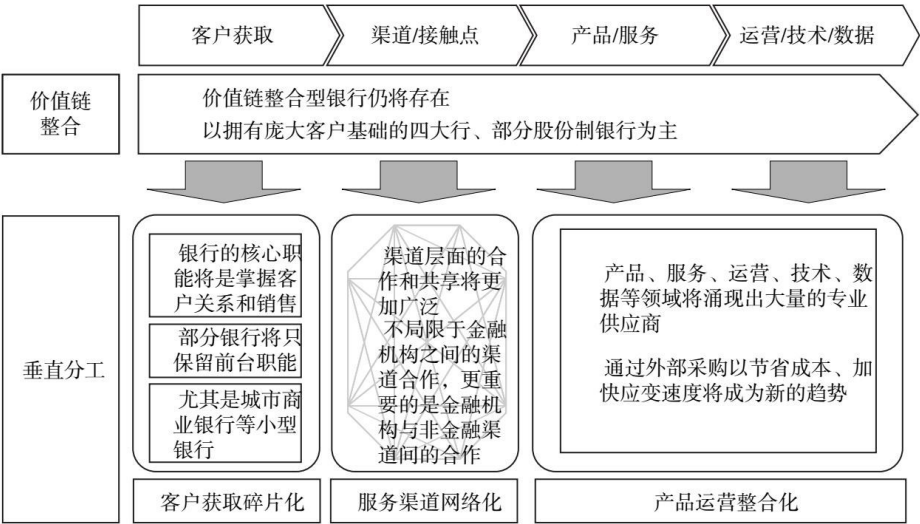 客户获取
渠道/接触点
产品/服务
运营/技术/数据
价值链
整合
价值链整合型银行仍将存在
以拥有庞大客户基础的四大行、部分股份制银行为主
垂直分工
银行的核心职
能将是掌握客
户关系和销售
部分银行将只
保留前台职能
尤其是城市商
业银行等小型
银行
渠道层面的合
作和共享将更
加广泛
不局限于金融
机构之间的渠
道合作，更重
要的是金融机
构与非金融渠
道间的合作
产品、服务、运营、技术、数
据等领域将涌现出大量的专业
供应商
通过外部采购以节省成本、加
快应变速度将成为新的趋势
客户获取碎片化
服务渠道网络化
产品运营整合化